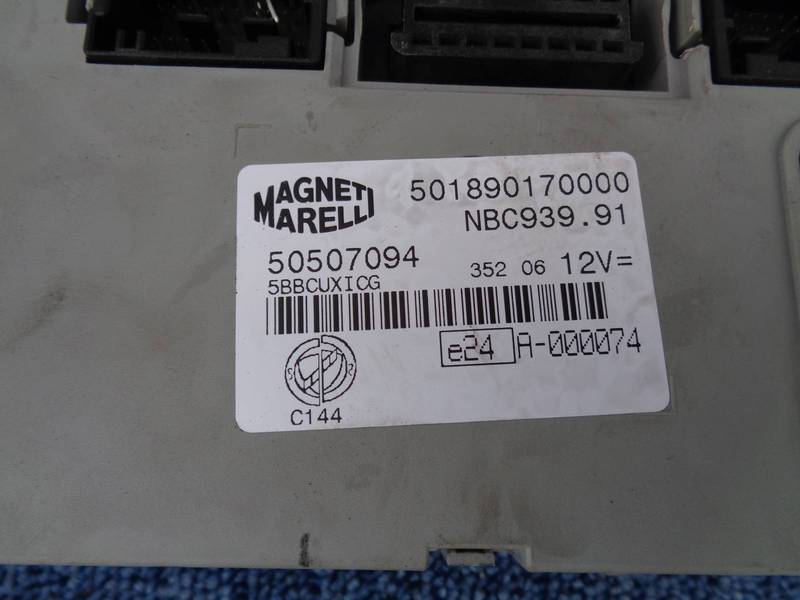 MAGNETI
MARELLI
501890170000
NBC939.91
50507094
352 06 12V=
5BBCUXICG
e24 A-000074
C144